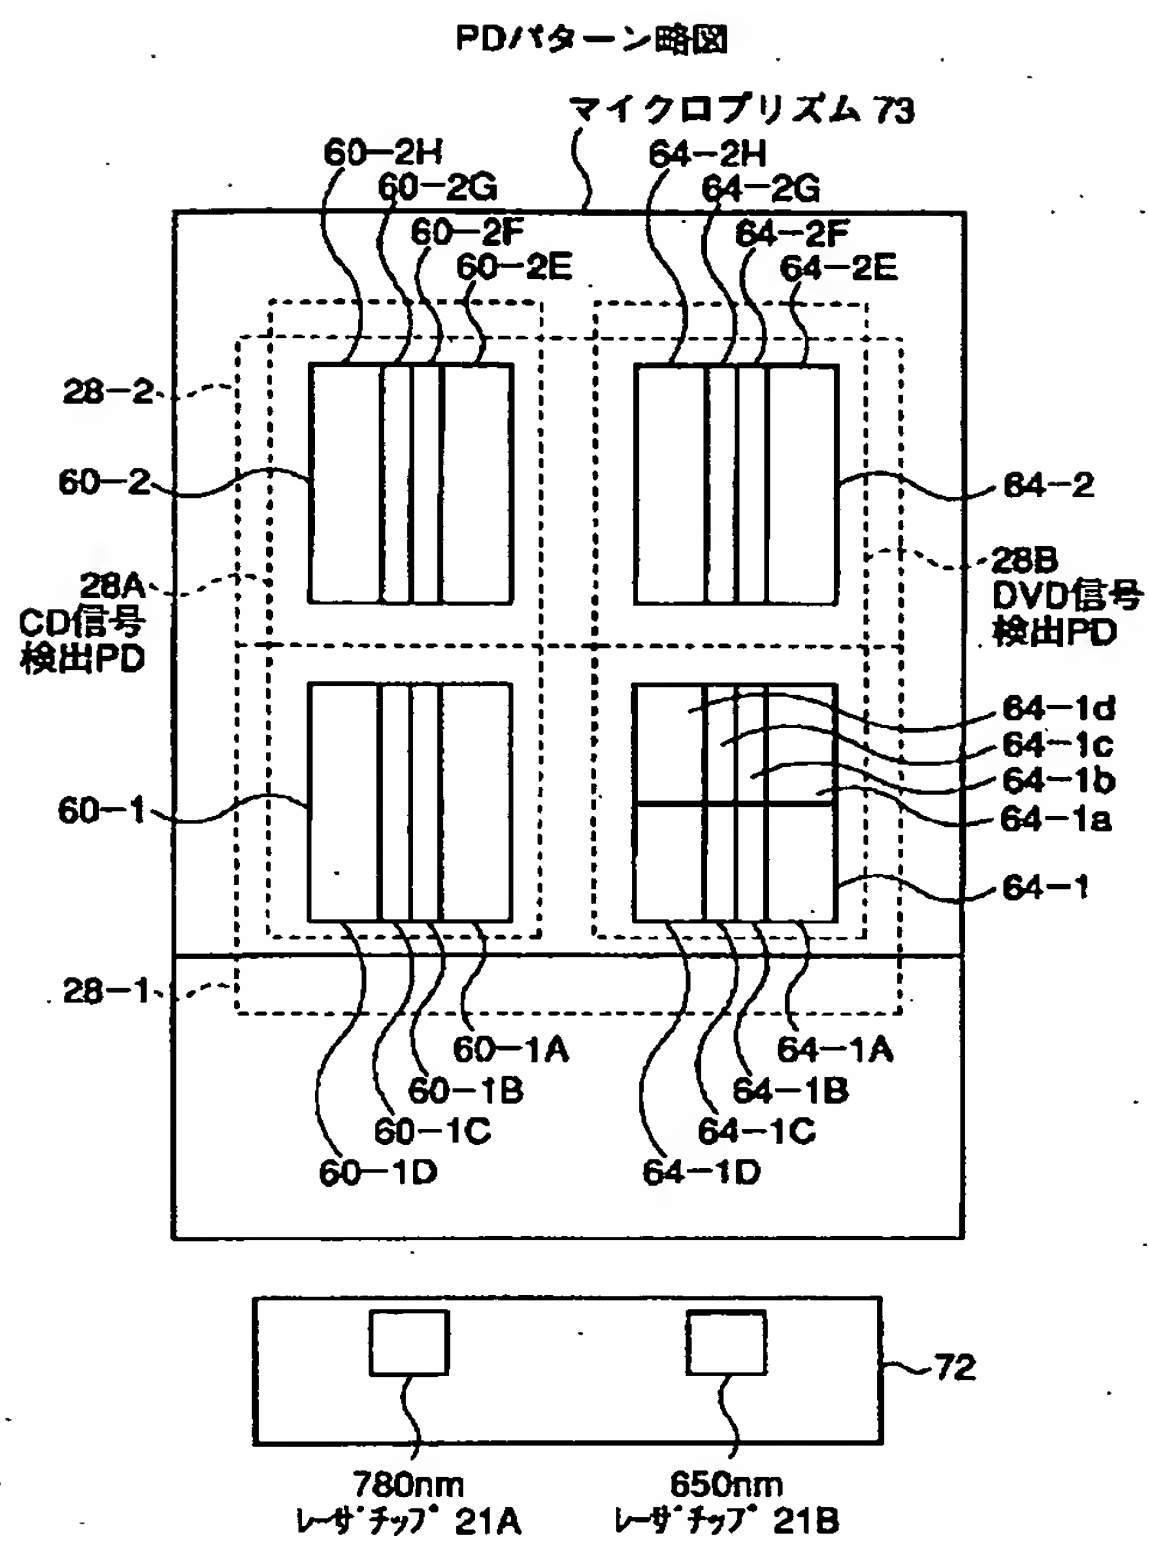 PDパターン略図
マイクロプリズム 73
60-2H
60-2G
60-2F
60-2E
64-2H
64-2G
64-2F
64-2E
28-2
60-2
64-2
28A
CD信号
検出PD
28B
DVD信号
検出PD
64-1d
64-1c
64-1b
64-1a
60-1
64-1
28-1
60-1A
60-1B
60-1C
60-1D
64-1A
64-1B
64-1C
64-1D
72
780nm
ﾚｰｻﾞﾁｯﾌﾟ 21A
650nm
ﾚｰｻﾞﾁｯﾌﾟ 21B